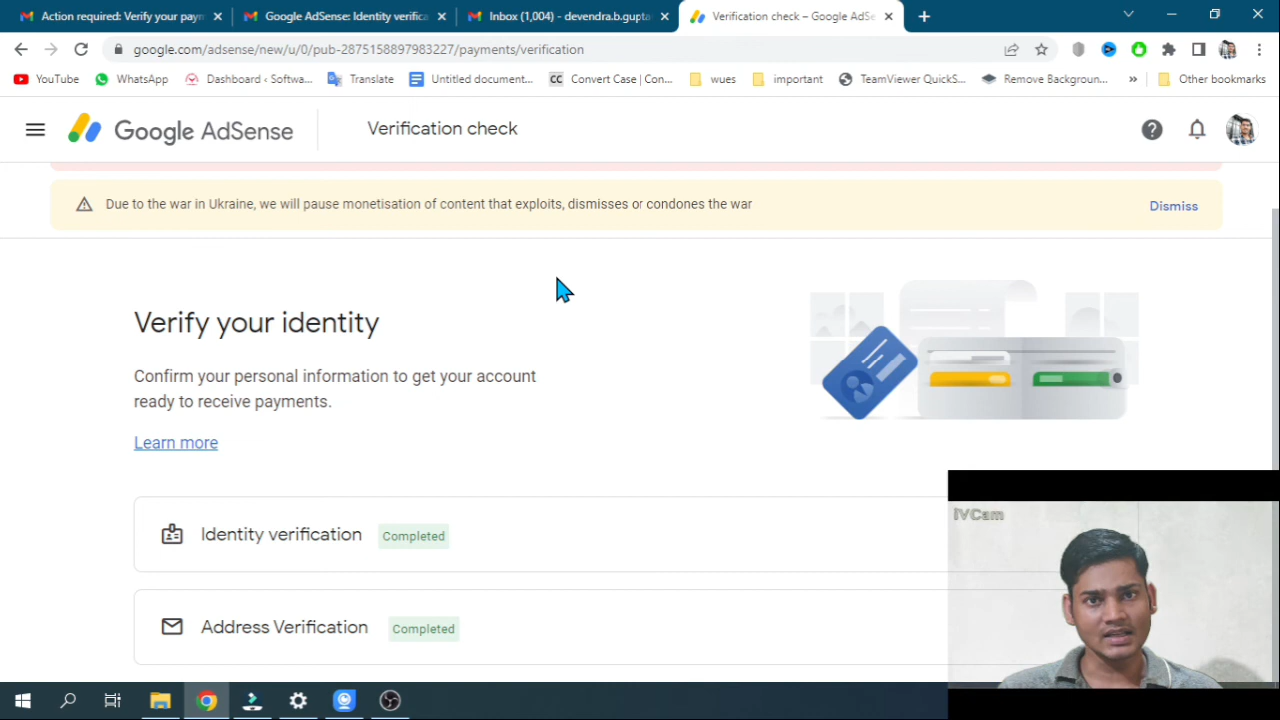 Action required: Verify your payn
Google AdSense: Identity verifica
Inbox (1,004) - devendra.b.gupta
Verification check – Google AdSe
google.com/adsense/new/u/0/pub-2875158897983227/payments/verification
YouTube
WhatsApp
Dashboard ‹ Softwa...
Translate
Untitled document...
CC Convert Case | Con...
wues
important
TeamViewer QuickS...
Remove Backgroun...
»
Other bookmarks
Google AdSense
Verification check
Due to the war in Ukraine, we will pause monetisation of content that exploits, dismisses or condones the war
Dismiss
Verify your identity
Confirm your personal information to get your account
ready to receive payments.
Learn more
Identity verification Completed
Address Verification Completed
iVCam